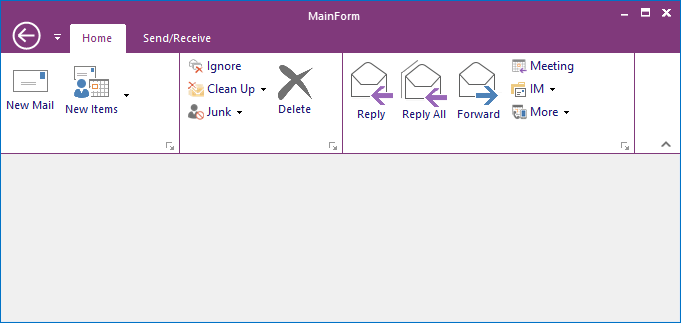 MainForm
Home
Send/Receive
New Mail
New Items
Ignore
Clean Up
Junk
Delete
Reply
Reply All
Forward
Meeting
IM
More